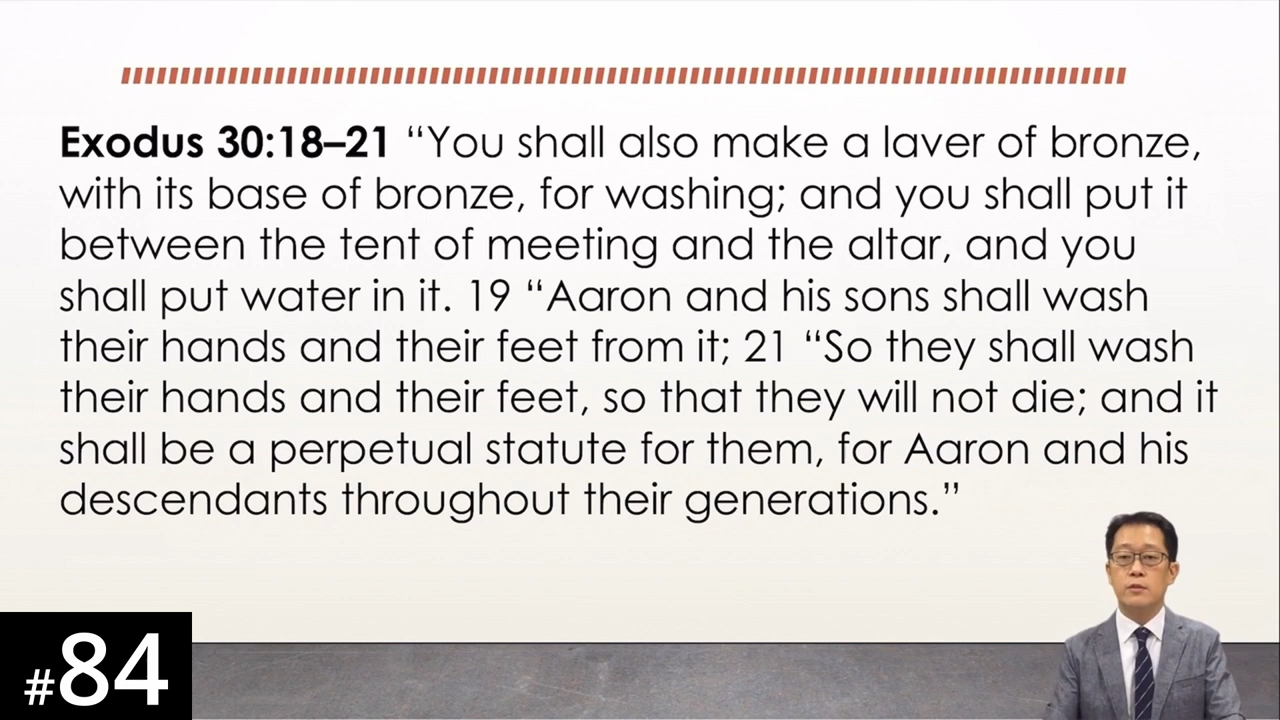 Exodus 30:18–21 “You shall also make a laver of bronze,
with its base of bronze, for washing; and you shall put it
between the tent of meeting and the altar, and you
shall put water in it. 19 “Aaron and his sons shall wash
their hands and their feet from it; 21 “So they shall wash
their hands and their feet, so that they will not die; and it
shall be a perpetual statute for them, for Aaron and his
descendants throughout their generations.”
#84